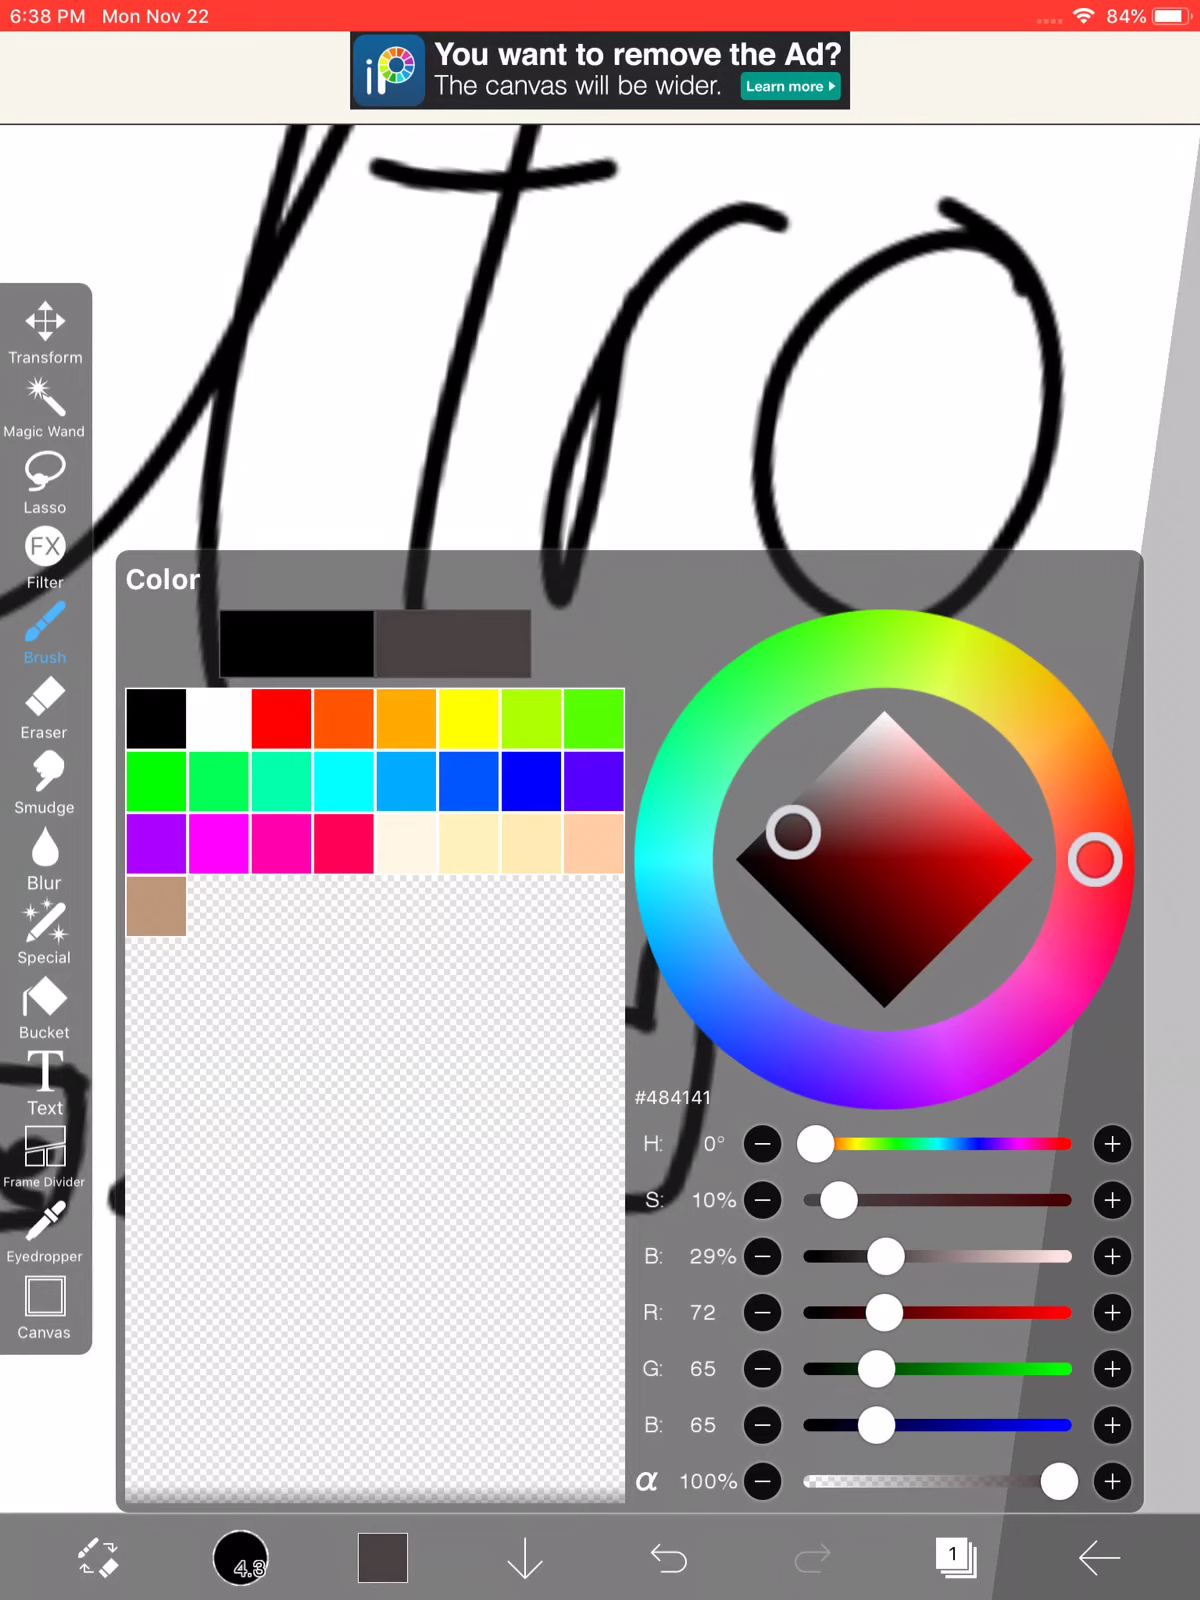 6:38 PM Mon Nov 22 84%
iP
You want to remove the Ad?
The canvas will be wider. Learn more
tro
Transform
Magic Wand
Lasso
FX
Filter
Brush
Eraser
Smudge
Blur
Special
Bucket
T
Text
Frame Divider
Eyedropper
Canvas
Color
#484141
H: 0°
S: 10%
B: 29%
R: 72
G: 65
B: 65
α 100%
4.3
1